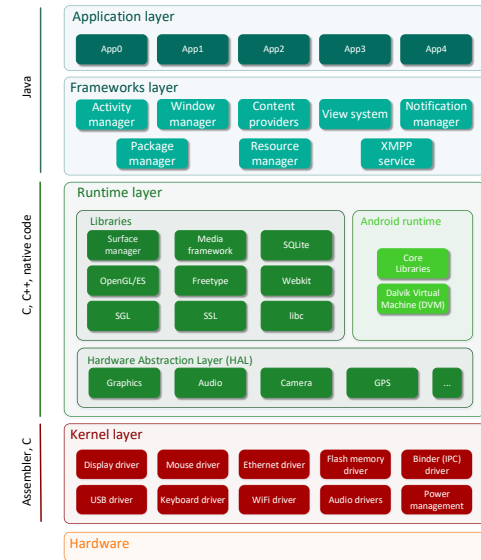 Application layer
App0 App1 App2 App3 App4
Java
Frameworks layer
Activity manager
Window manager
Content providers
View system
Notification manager
Package manager
Resource manager
XMPP service
C, C++, native code
Runtime layer
Libraries
Surface manager
Media framework
SQLite
OpenGL/ES
Freetype
Webkit
SGL
SSL
libc
Android runtime
Core Libraries
Dalvik Virtual Machine (DVM)
Hardware Abstraction Layer (HAL)
Graphics Audio Camera GPS ...
Assembler, C
Kernel layer
Display driver
Mouse driver
Ethernet driver
Flash memory driver
Binder (IPC) driver
USB driver
Keyboard driver
WiFi driver
Audio drivers
Power management
Hardware